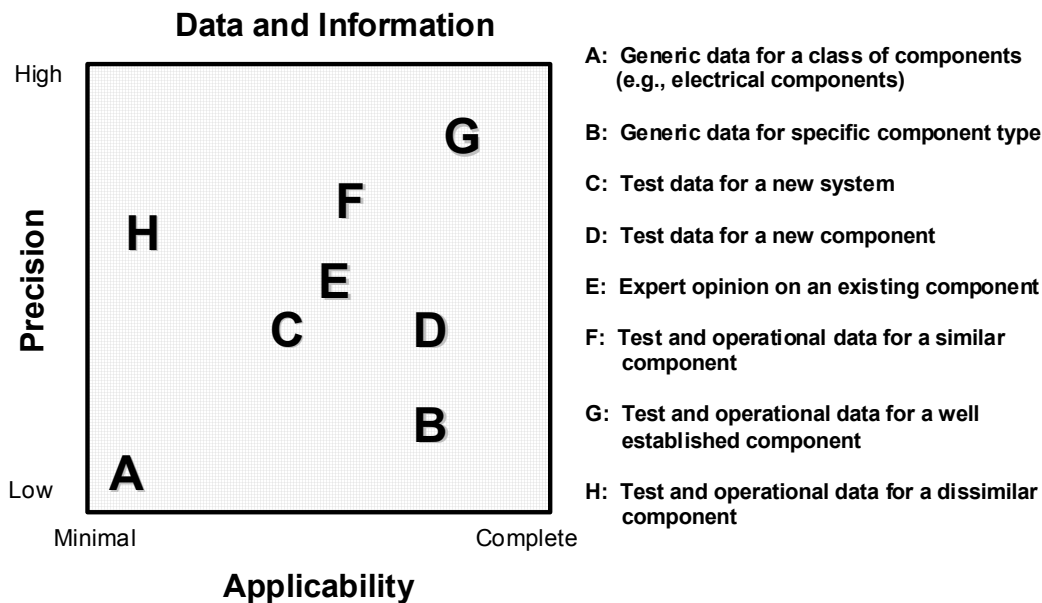 Data and Information
High
Precision
Low
Minimal
Complete
Applicability
G
F
H
E
C
D
B
A
A: Generic data for a class of components
(e.g., electrical components)
B: Generic data for specific component type
C: Test data for a new system
D: Test data for a new component
E: Expert opinion on an existing component
F: Test and operational data for a similar
component
G: Test and operational data for a well
established component
H: Test and operational data for a dissimilar
component